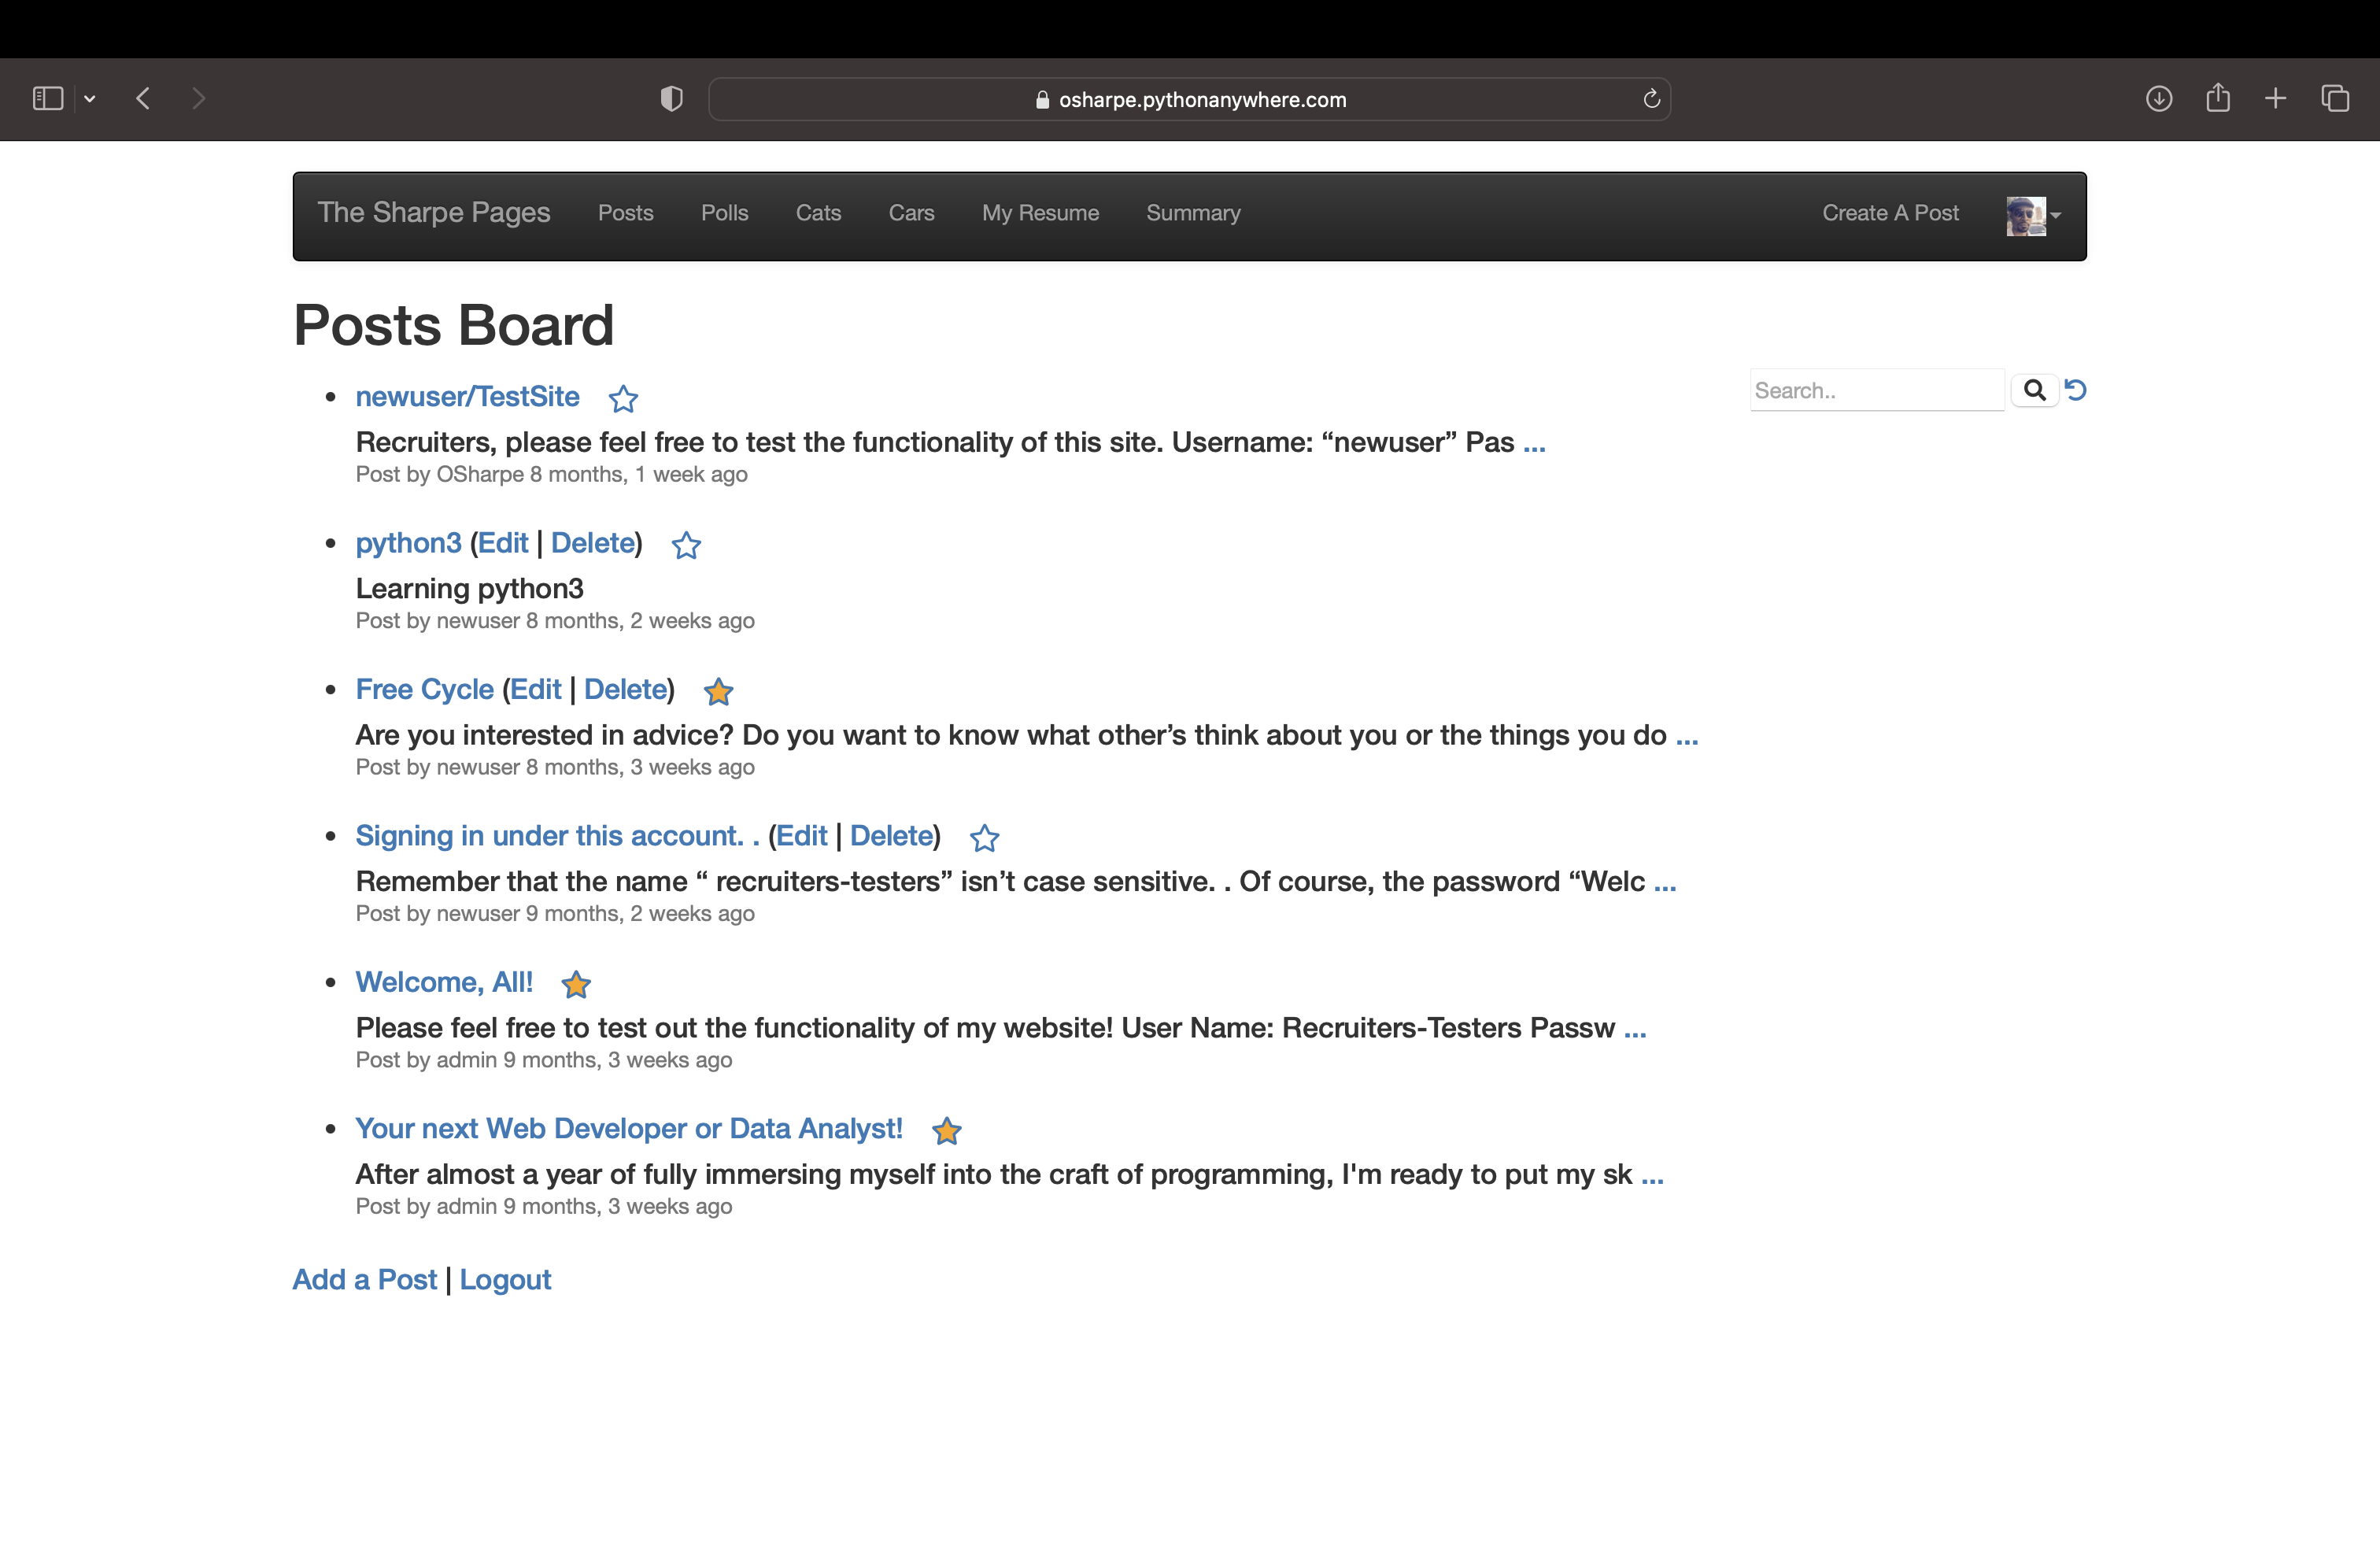 osharpe.pythonanywhere.com
The Sharpe Pages Posts Polls Cats Cars My Resume Summary Create A Post
Posts Board
Search..
newuser/TestSite
Recruiters, please feel free to test the functionality of this site. Username: “newuser” Pas ...
Post by OSharpe 8 months, 1 week ago
python3 (Edit | Delete)
Learning python3
Post by newuser 8 months, 2 weeks ago
Free Cycle (Edit | Delete)
Are you interested in advice? Do you want to know what other’s think about you or the things you do ...
Post by newuser 8 months, 3 weeks ago
Signing in under this account. . (Edit | Delete)
Remember that the name “ recruiters-testers” isn’t case sensitive. . Of course, the password “Welc ...
Post by newuser 9 months, 2 weeks ago
Welcome, All!
Please feel free to test out the functionality of my website! User Name: Recruiters-Testers Passw ...
Post by admin 9 months, 3 weeks ago
Your next Web Developer or Data Analyst!
After almost a year of fully immersing myself into the craft of programming, I'm ready to put my sk ...
Post by admin 9 months, 3 weeks ago
Add a Post | Logout